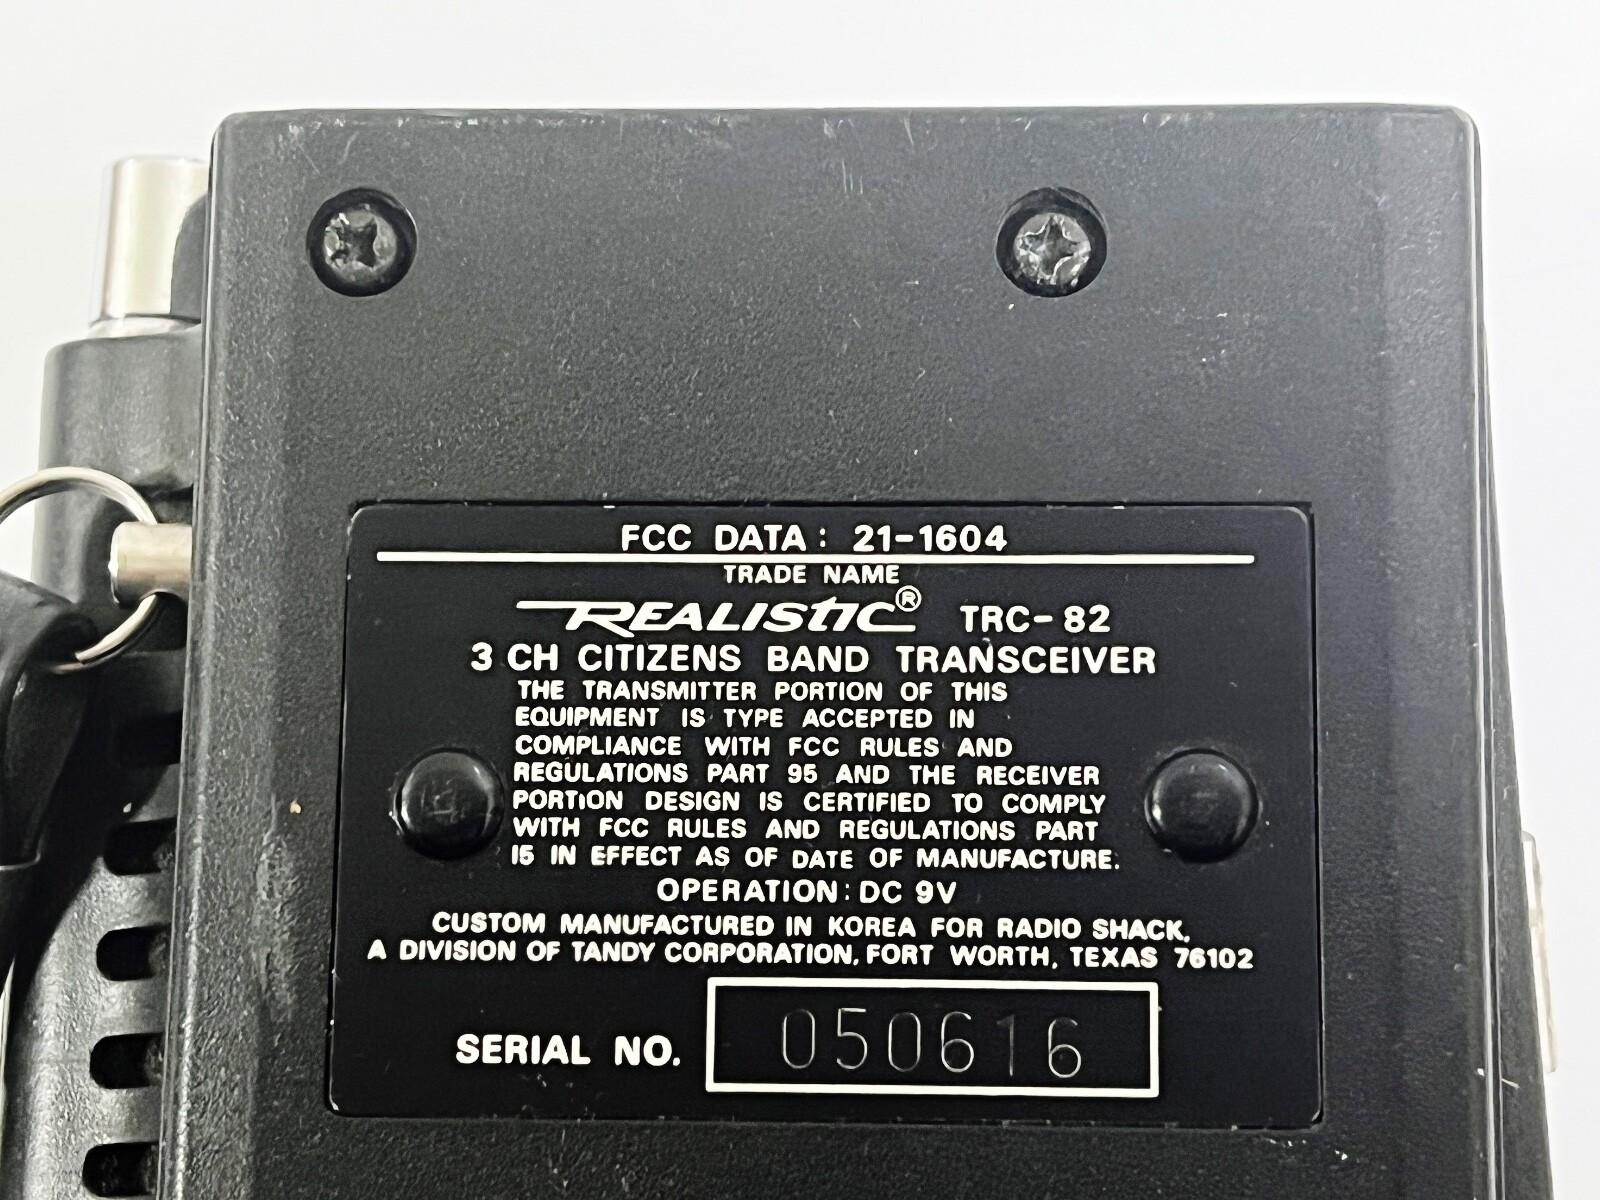 FCC DATA: 21-1604
TRADE NAME
REALISTIC® TRC-82
3 CH CITIZENS BAND TRANSCEIVER
THE TRANSMITTER PORTION OF THIS
EQUIPMENT IS TYPE ACCEPTED IN
COMPLIANCE WITH FCC RULES AND
REGULATIONS PART 95 AND THE RECEIVER
PORTION DESIGN IS CERTIFIED TO COMPLY
WITH FCC RULES AND REGULATIONS PART
15 IN EFFECT AS OF DATE OF MANUFACTURE.
OPERATION: DC 9V
CUSTOM MANUFACTURED IN KOREA FOR RADIO SHACK,
A DIVISION OF TANDY CORPORATION, FORT WORTH, TEXAS 76102
SERIAL NO. 050616